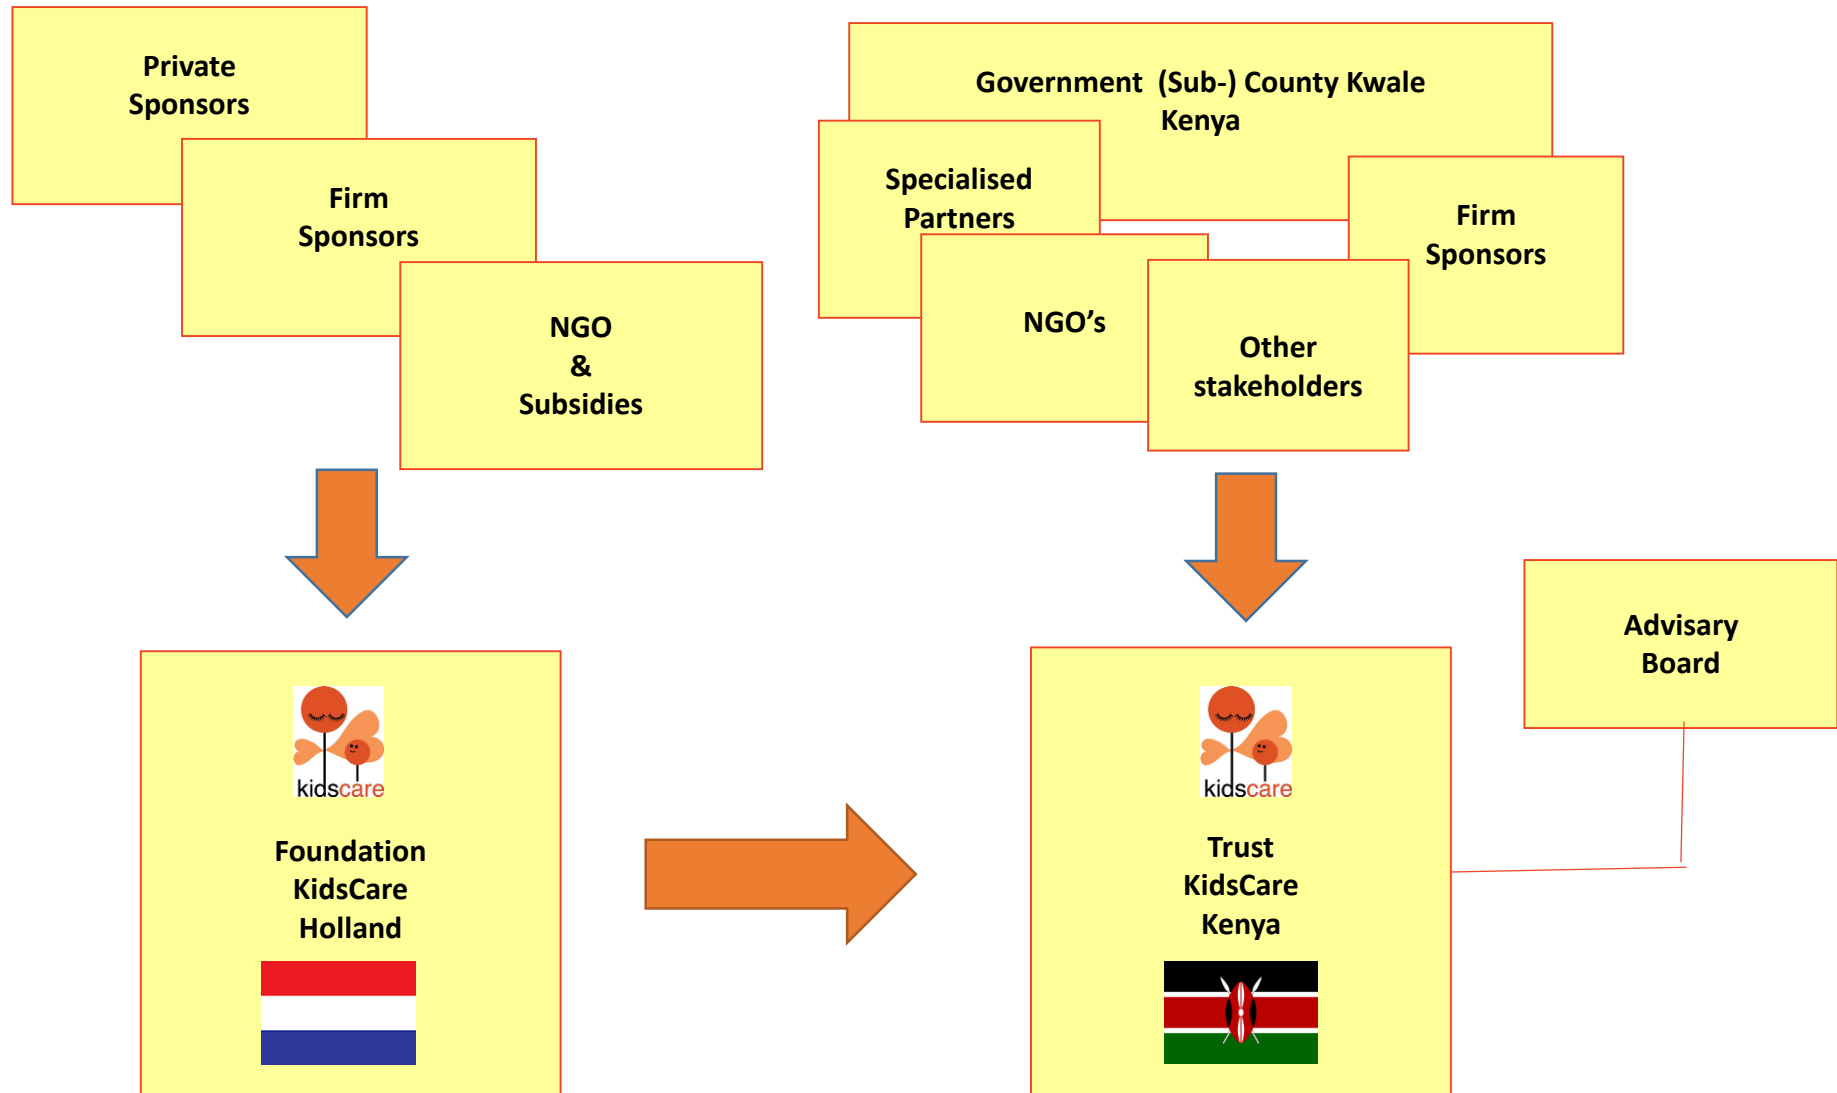 Private
Sponsors
Firm
Sponsors
NGO
&
Subsidies
Government  (Sub-) County Kwale
Kenya
Specialised
Partners
Firm
Sponsors
NGO’s
Other
stakeholders
Advisary
Board
kidscare
Foundation
KidsCare
Holland
kidscare
Trust
KidsCare
Kenya